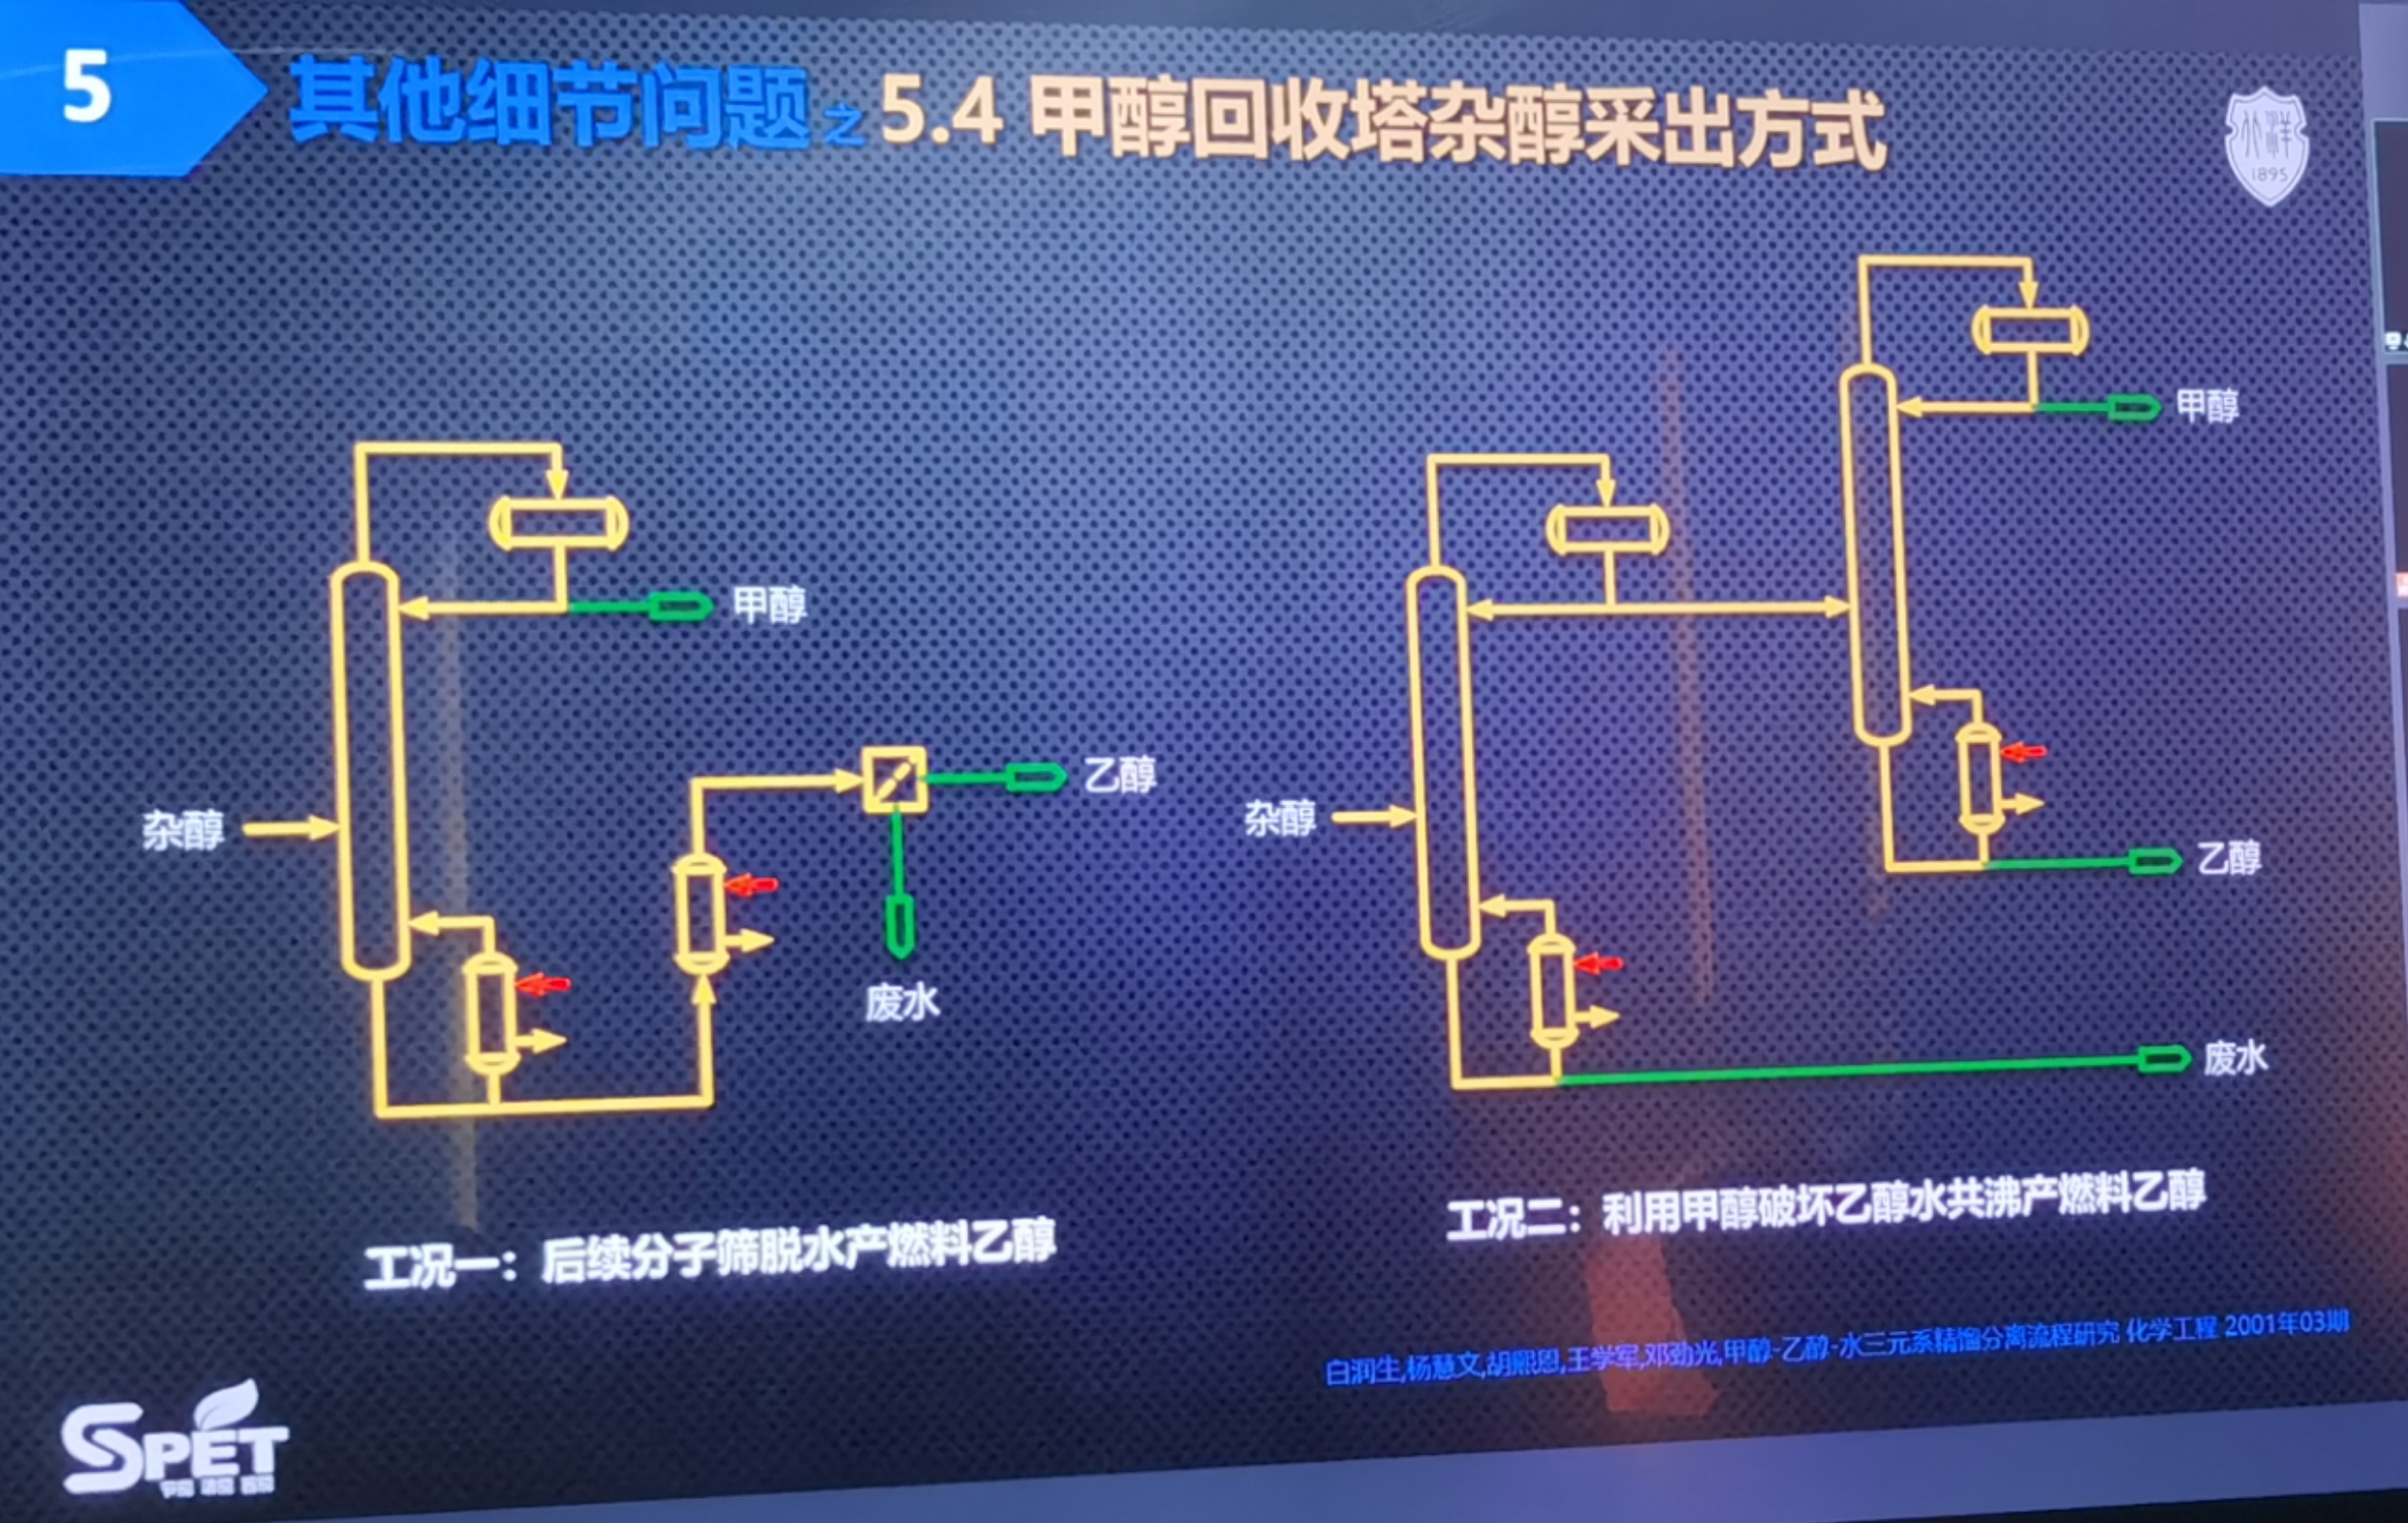 5
其他细节问题之5.4 甲醇回收塔杂醇采出方式
北洋
1895
甲醇
杂醇
乙醇
废水
工况一：后续分子筛脱水产燃料乙醇
甲醇
杂醇
乙醇
废水
工况二：利用甲醇破坏乙醇水共沸产燃料乙醇
白润生,杨慧文,胡熙恩,王学军,邓劲光,甲醇-乙醇-水三元系精馏分离流程研究 化学工程 2001年03期
SPET